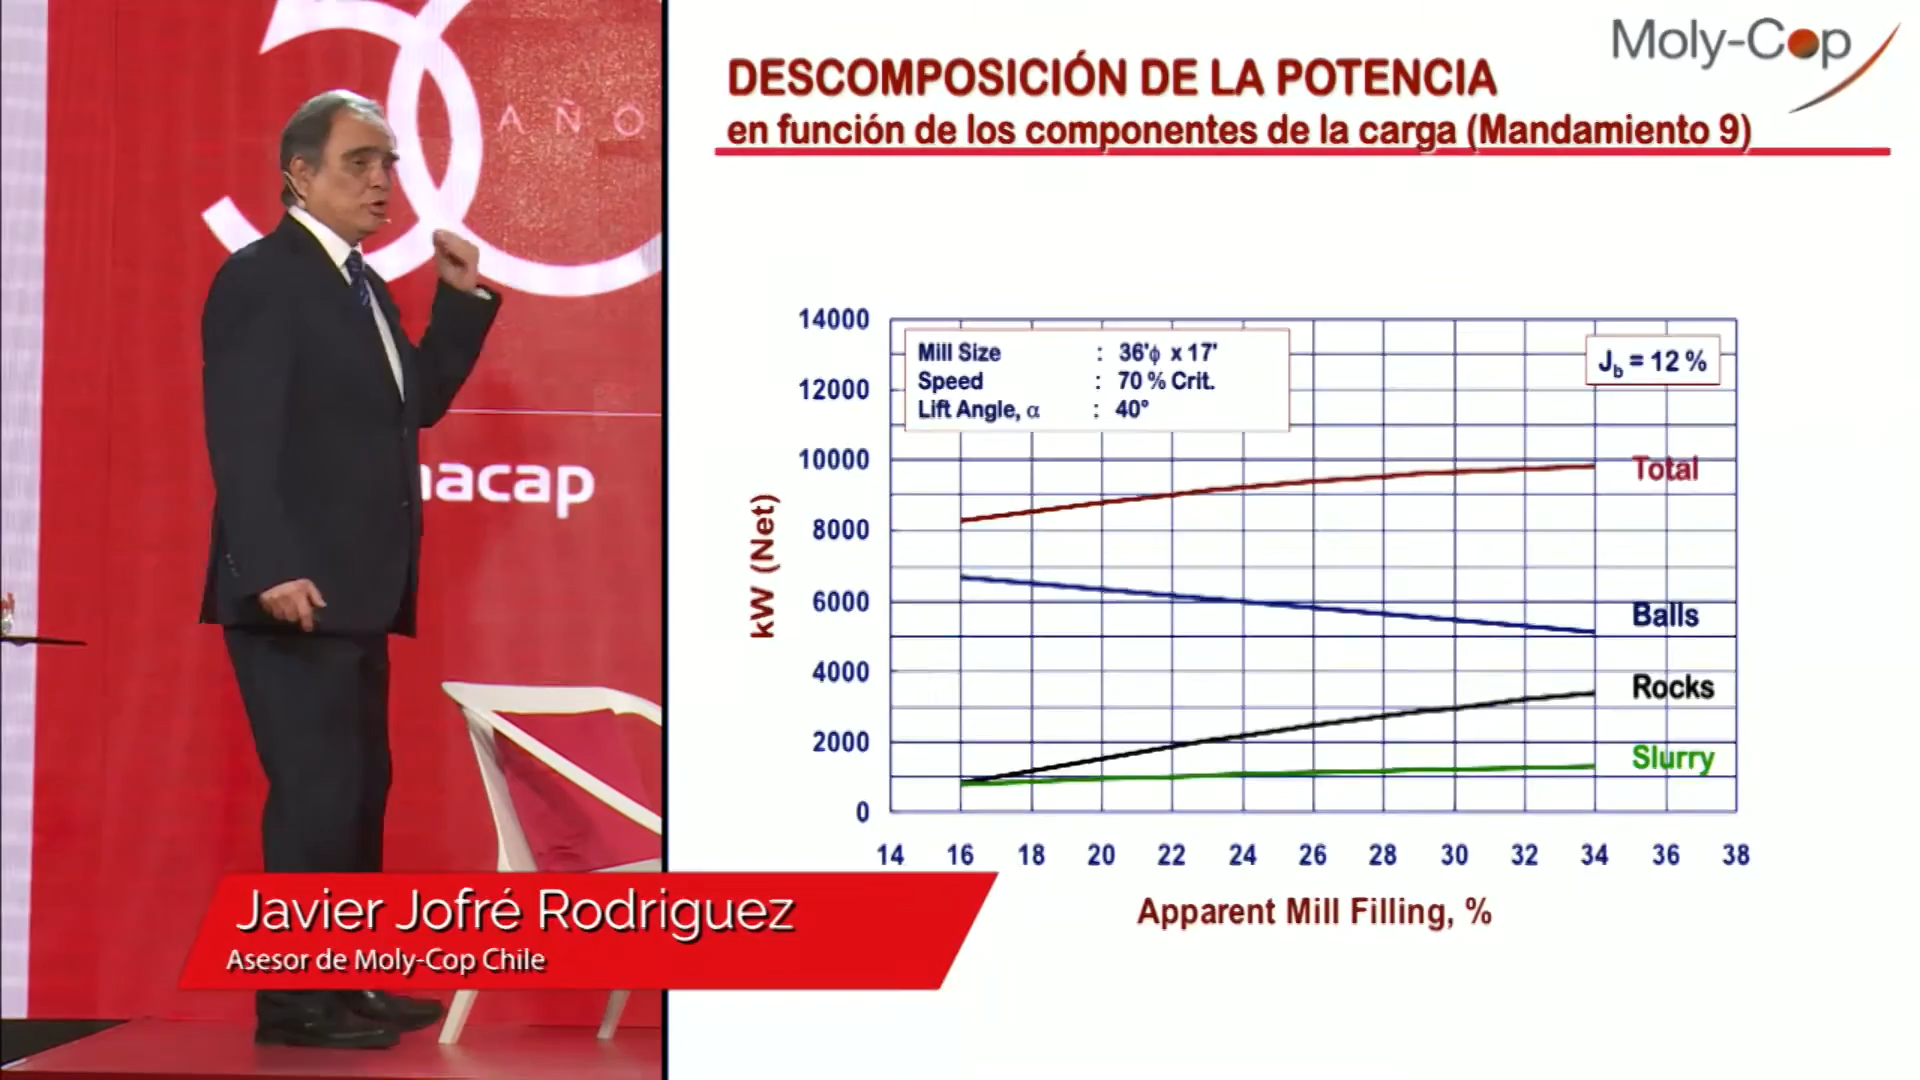 Moly-Cop
DESCOMPOSICIÓN DE LA POTENCIA
en función de los componentes de la carga (Mandamiento 9)
50
AÑO
nacap
14000
12000
10000
8000
6000
4000
2000
0
kW (Net)
Mill Size : 36'ϕ x 17'
Speed : 70 % Crit.
Lift Angle, α : 40°
J_b = 12 %
Total
Balls
Rocks
Slurry
14 16 18 20 22 24 26 28 30 32 34 36 38
Apparent Mill Filling, %
Javier Jofré Rodriguez
Asesor de Moly-Cop Chile